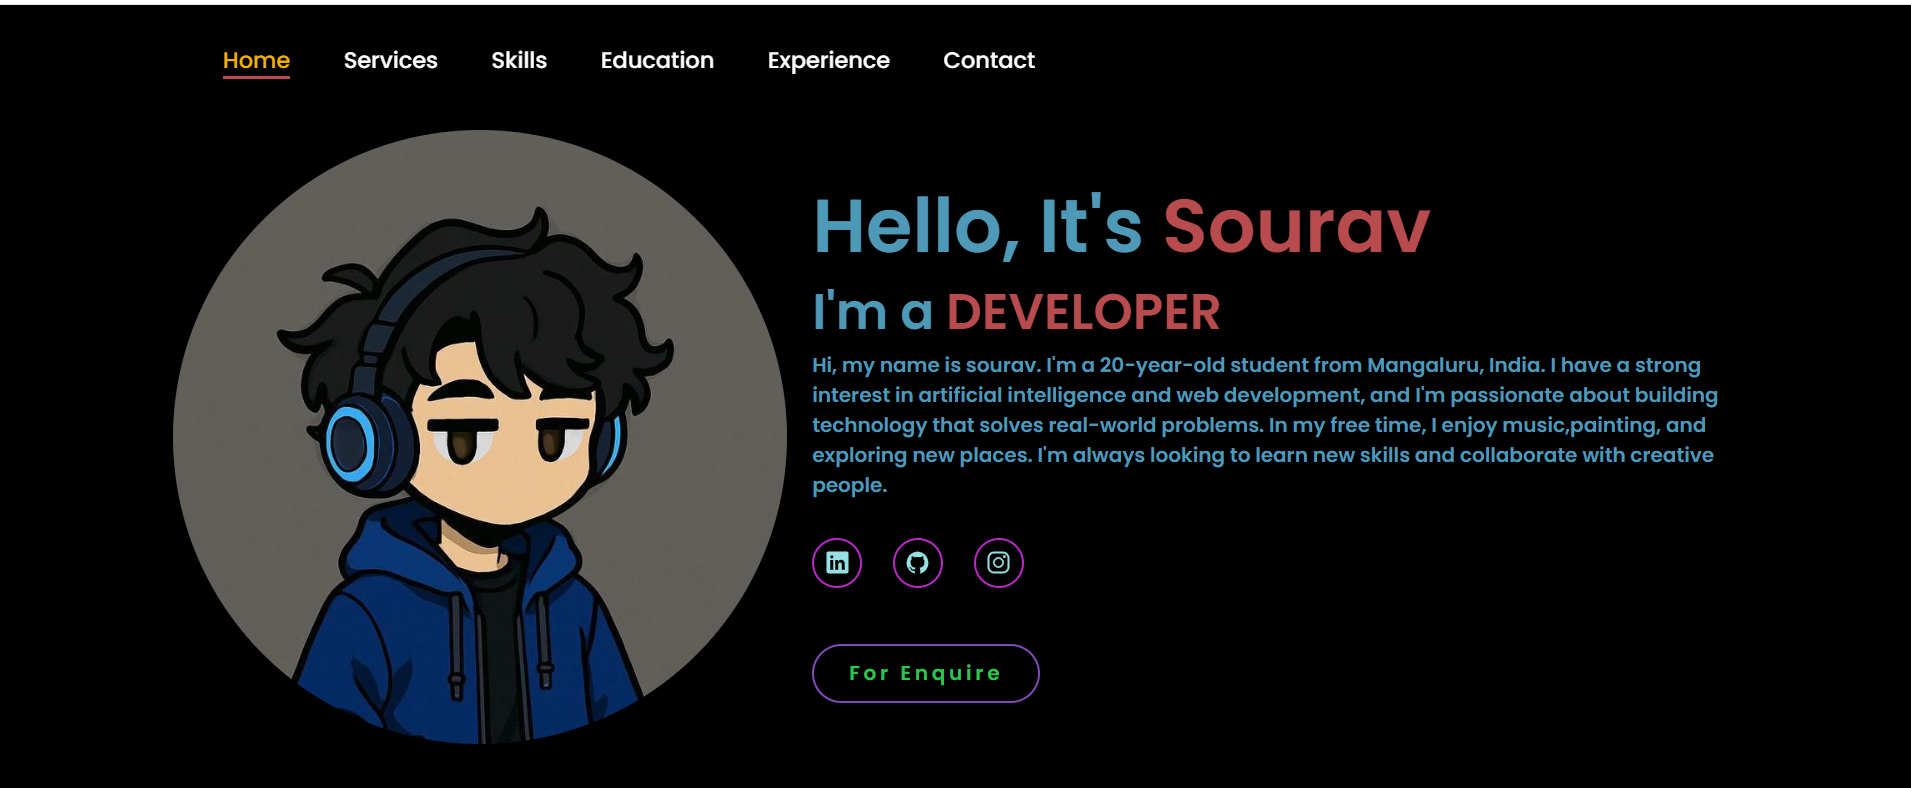 Home Services Skills Education Experience Contact
Hello, It's Sourav
I'm a DEVELOPER
Hi, my name is sourav. I'm a 20-year-old student from Mangaluru, India. I have a strong
interest in artificial intelligence and web development, and I'm passionate about building
technology that solves real-world problems. In my free time, I enjoy music,painting, and
exploring new places. I'm always looking to learn new skills and collaborate with creative
people.
in
For Enquire